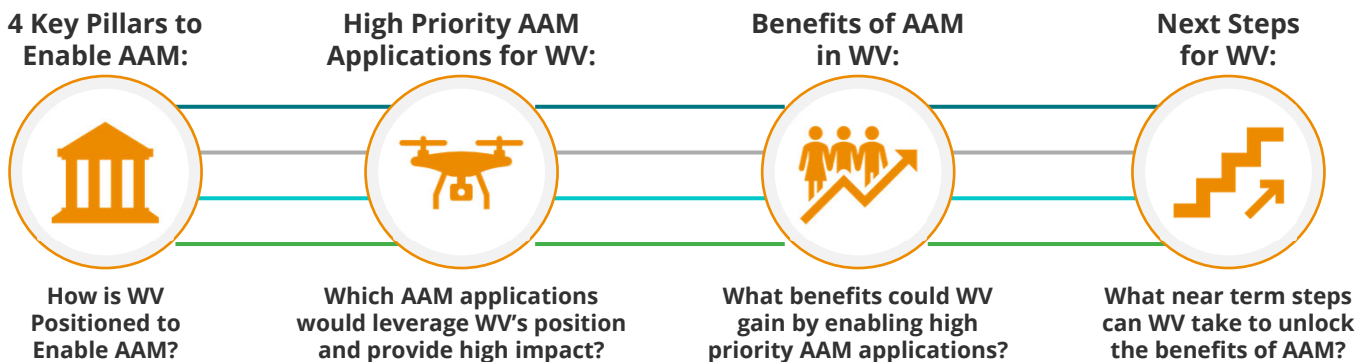 4 Key Pillars to
Enable AAM:
High Priority AAM
Applications for WV:
Benefits of AAM
in WV:
Next Steps
for WV:
How is WV
Positioned to
Enable AAM?
Which AAM applications
would leverage WV's position
and provide high impact?
What benefits could WV
gain by enabling high
priority AAM applications?
What near term steps
can WV take to unlock
the benefits of AAM?